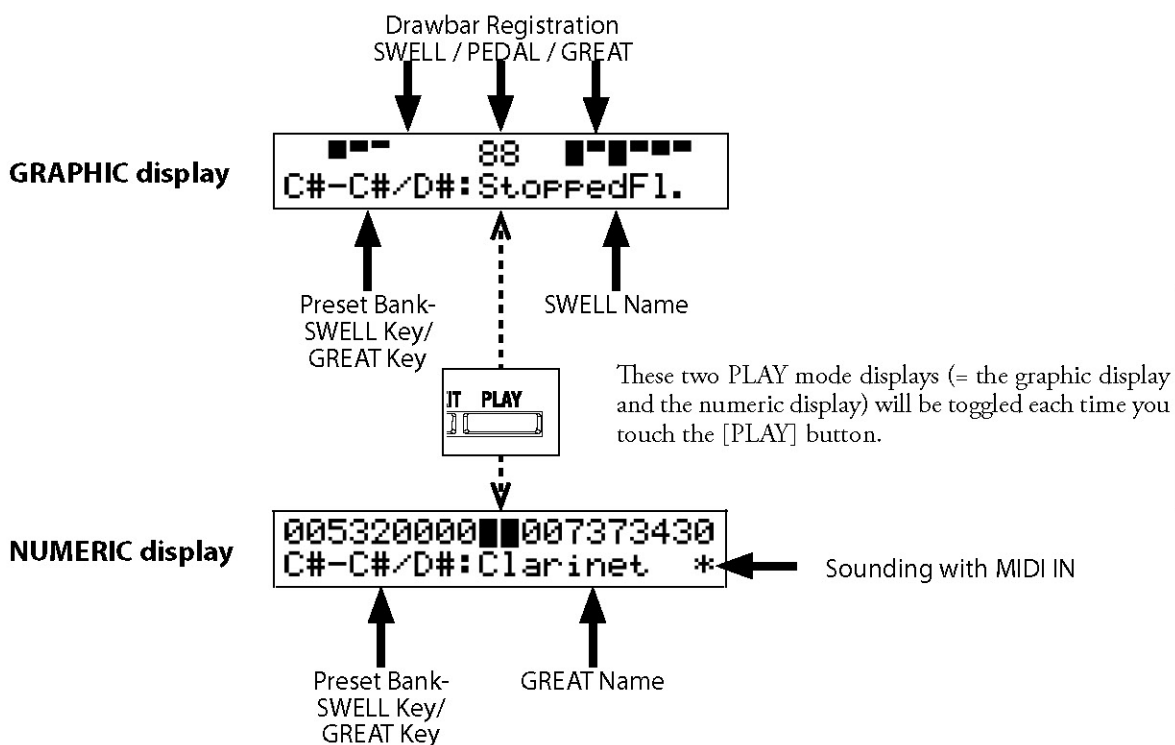 Drawbar Registration
SWELL / PEDAL / GREAT
GRAPHIC display
88
C#-C#/D#:StoppedFl.
Preset Bank-
SWELL Key/
GREAT Key
SWELL Name
IT PLAY
These two PLAY mode displays (= the graphic display
and the numeric display) will be toggled each time you
touch the [PLAY] button.
NUMERIC display
005320000 007373430
C#-C#/D#:Clarinet *
Sounding with MIDI IN
Preset Bank-
SWELL Key/
GREAT Key
GREAT Name